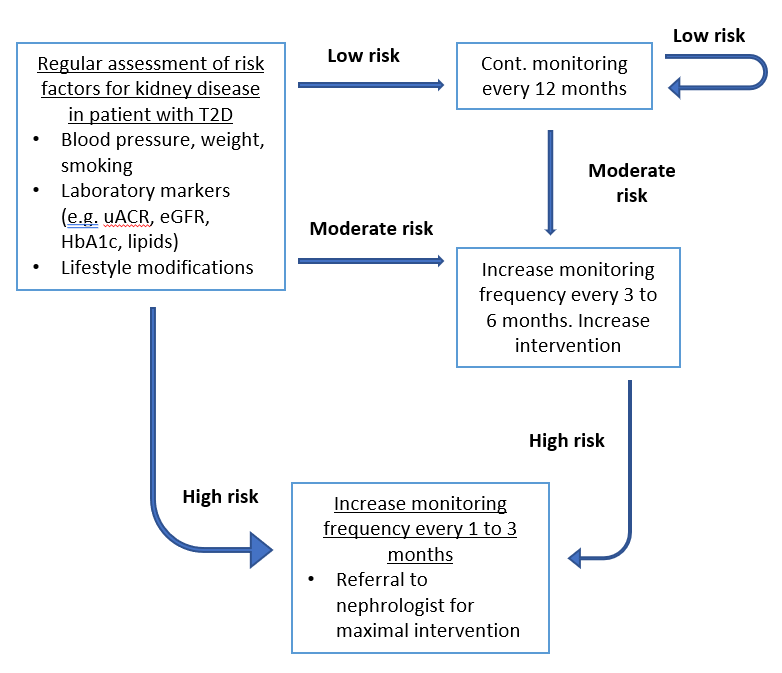 Regular assessment of risk
factors for kidney disease
in patient with T2D
• Blood pressure, weight,
smoking
• Laboratory markers
(e.g. uACR, eGFR,
HbA1c, lipids)
• Lifestyle modifications
Low risk
Cont. monitoring
every 12 months
Low risk
Moderate
risk
Moderate risk
Increase monitoring
frequency every 3 to
6 months. Increase
intervention
High risk
High risk
Increase monitoring
frequency every 1 to 3
months
• Referral to
nephrologist for
maximal intervention